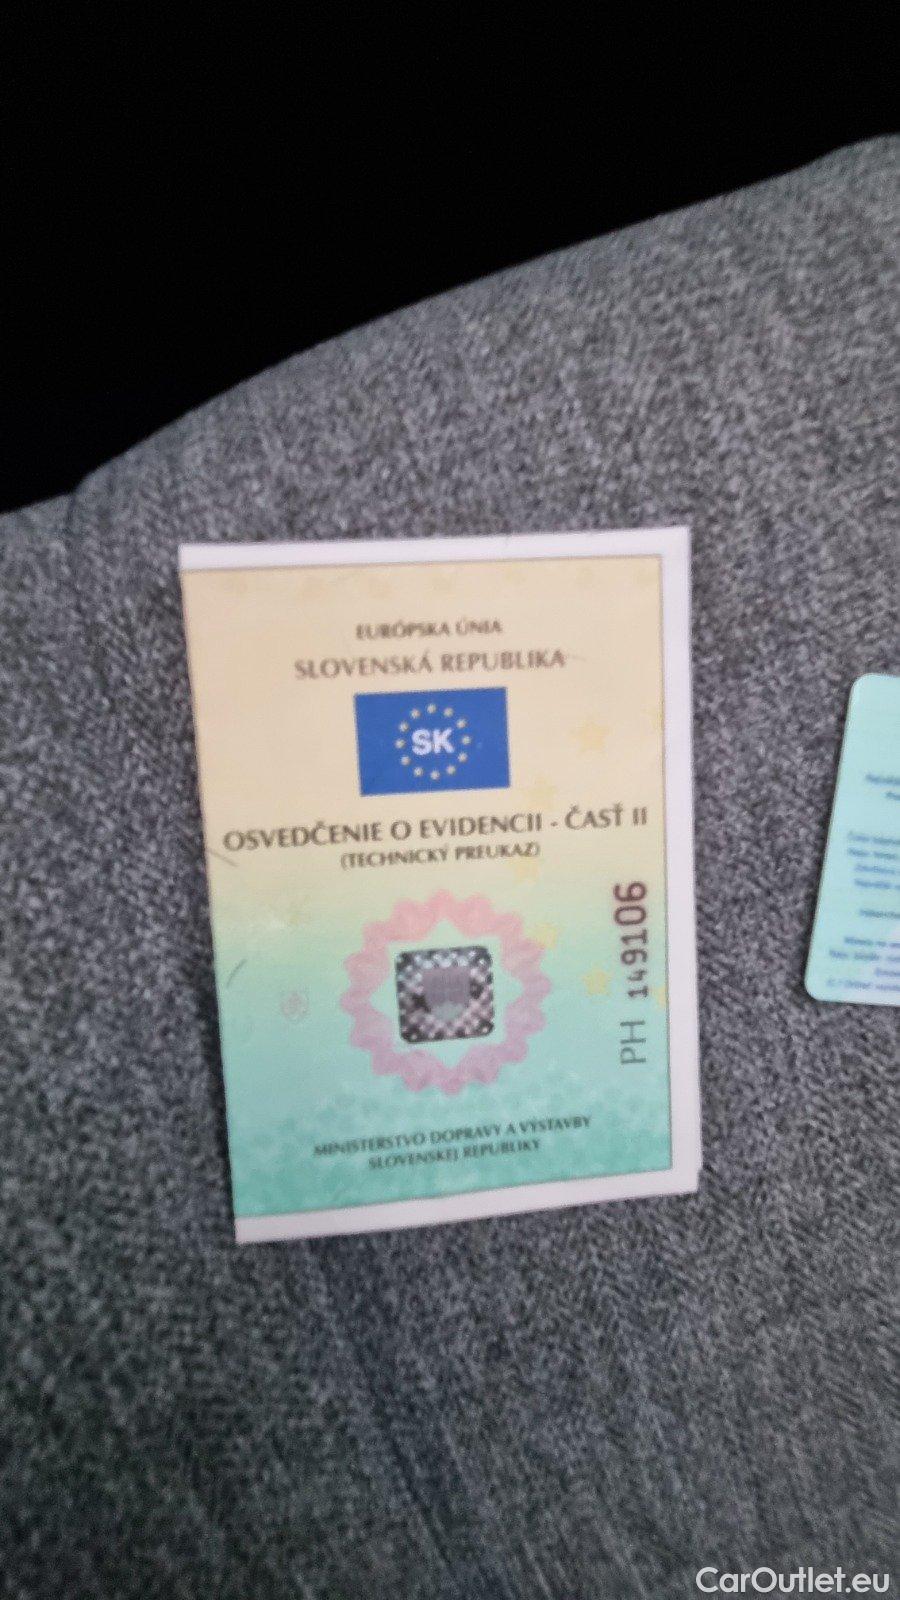 EURÓPSKA ÚNIA
SLOVENSKÁ REPUBLIKA
SK
OSVEDČENIE O EVIDENCII - ČASŤ II
(TECHNICKÝ PREUKAZ)
PH 149106
MINISTERSTVO DOPRAVY A VÝSTAVBY
SLOVENSKEJ REPUBLIKY
CarOutlet.eu